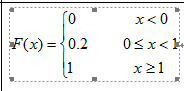 F(x) = { 0 x < 0
0.2 0 ≤ x < 1
1 x ≥ 1